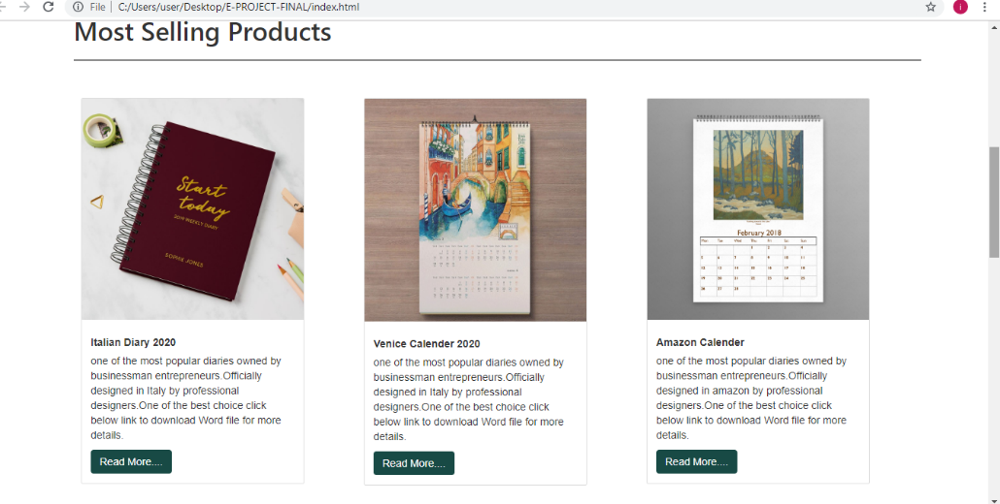 File | C:/Users/user/Desktop/E-PROJECT-FINAL/index.html
i
Most Selling Products
Start
today
2019 WEEKLY DIARY
SOPHIE JONES
February 2018
Mon Tue Wed Thu Fri Sat Sun
1 2 3 4
5 6 7 8 9 10 11
12 13 14 15 16 17 18
19 20 21 22 23 24 25
26 27 28
Italian Diary 2020
one of the most popular diaries owned by
businessman entrepreneurs.Officially
designed in Italy by professional
designers.One of the best choice click
below link to download Word file for more
details.
Read More....
Venice Calender 2020
one of the most popular diaries owned by
businessman entrepreneurs.Officially
designed in Italy by professional
designers.One of the best choice click
below link to download Word file for more
details.
Read More....
Amazon Calender
one of the most popular diaries owned by
businessman entrepreneurs.Officially
designed in amazon by professional
designers.One of the best choice click
below link to download Word file for more
details.
Read More....